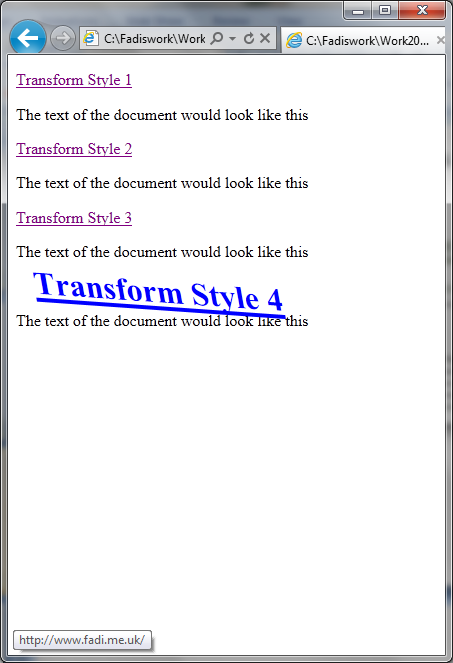 C:\Fadiswork\Work
C:\Fadiswork\Work20...
Transform Style 1
The text of the document would look like this
Transform Style 2
The text of the document would look like this
Transform Style 3
The text of the document would look like this
Transform Style 4
The text of the document would look like this
http://www.fadi.me.uk/